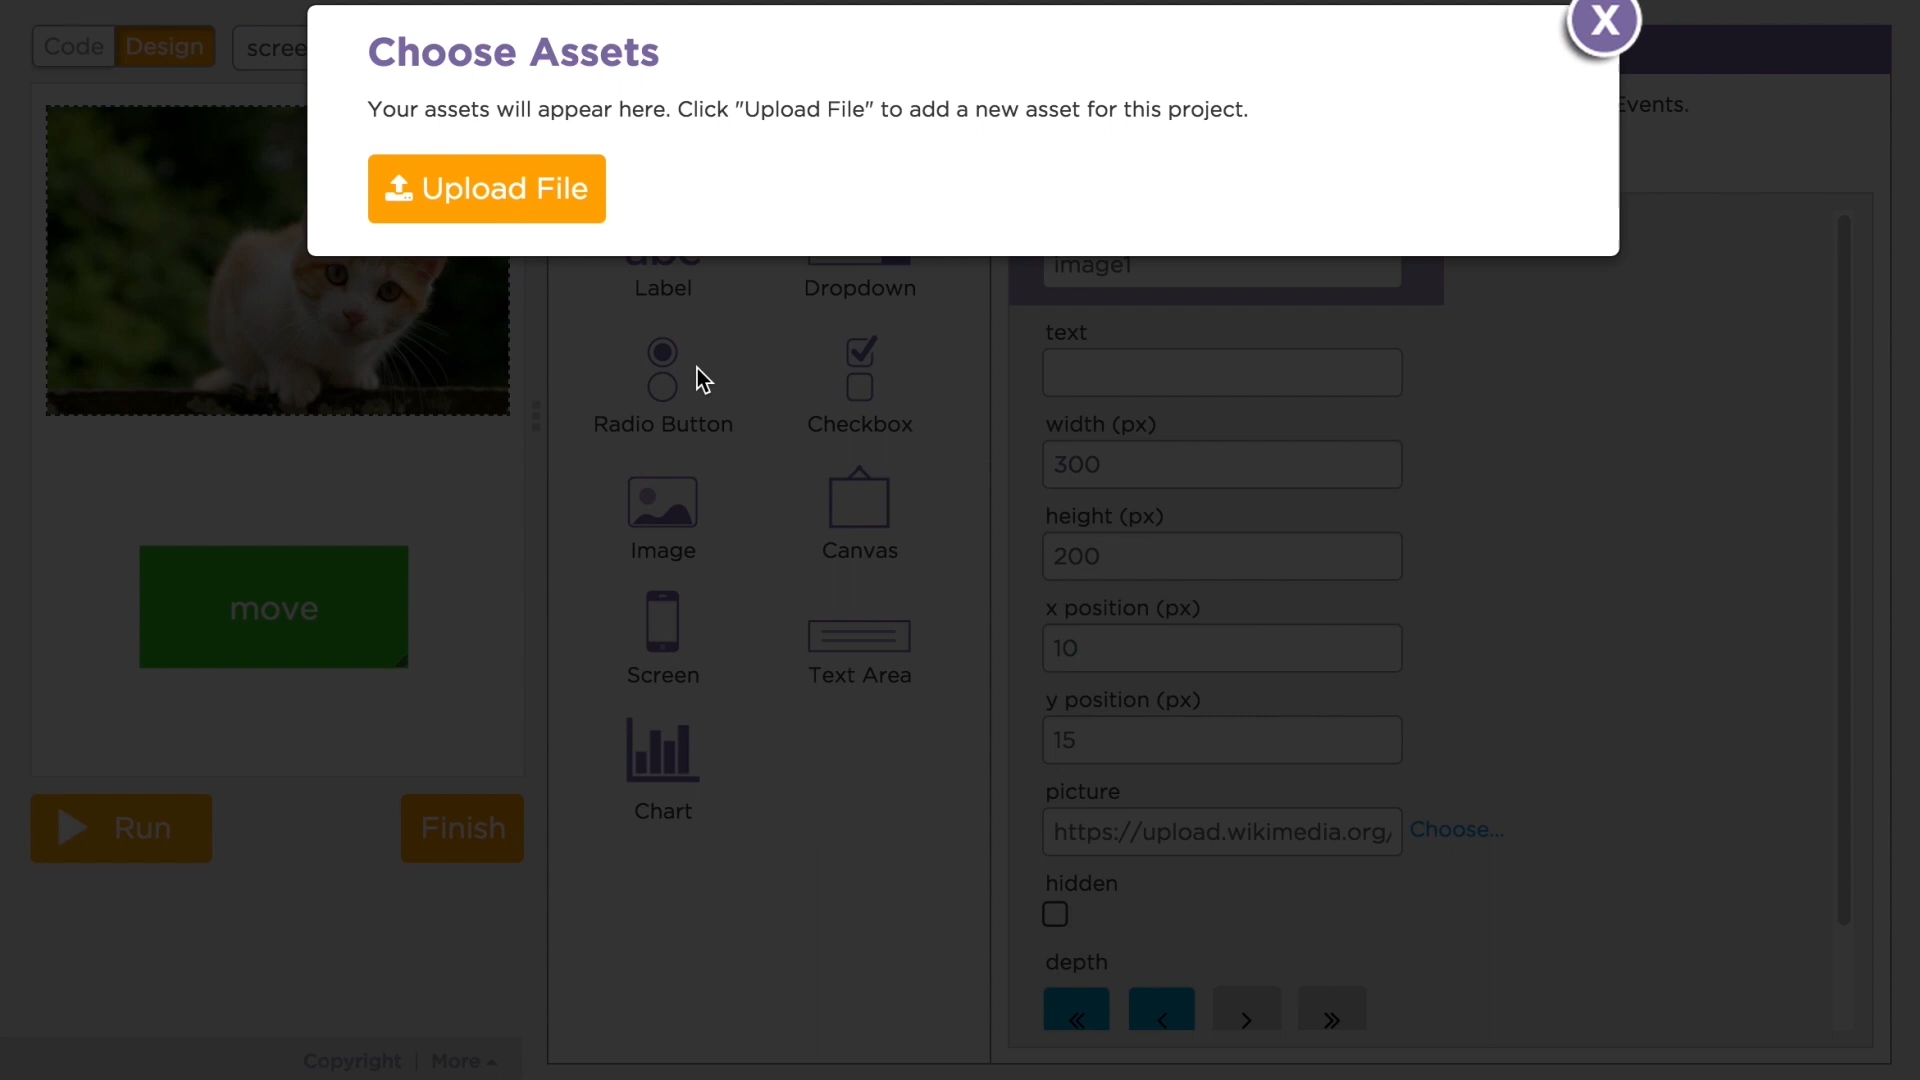 Code Design
scree
Choose Assets
Your assets will appear here. Click "Upload File" to add a new asset for this project.
Upload File
X
Events.
move
Run
Finish
Copyright | More
Label
Dropdown
Radio Button
Checkbox
Image
Canvas
Screen
Text Area
Chart
image1
text
width (px)
300
height (px)
200
x position (px)
10
y position (px)
15
picture
https://upload.wikimedia.org/
Choose...
hidden
depth